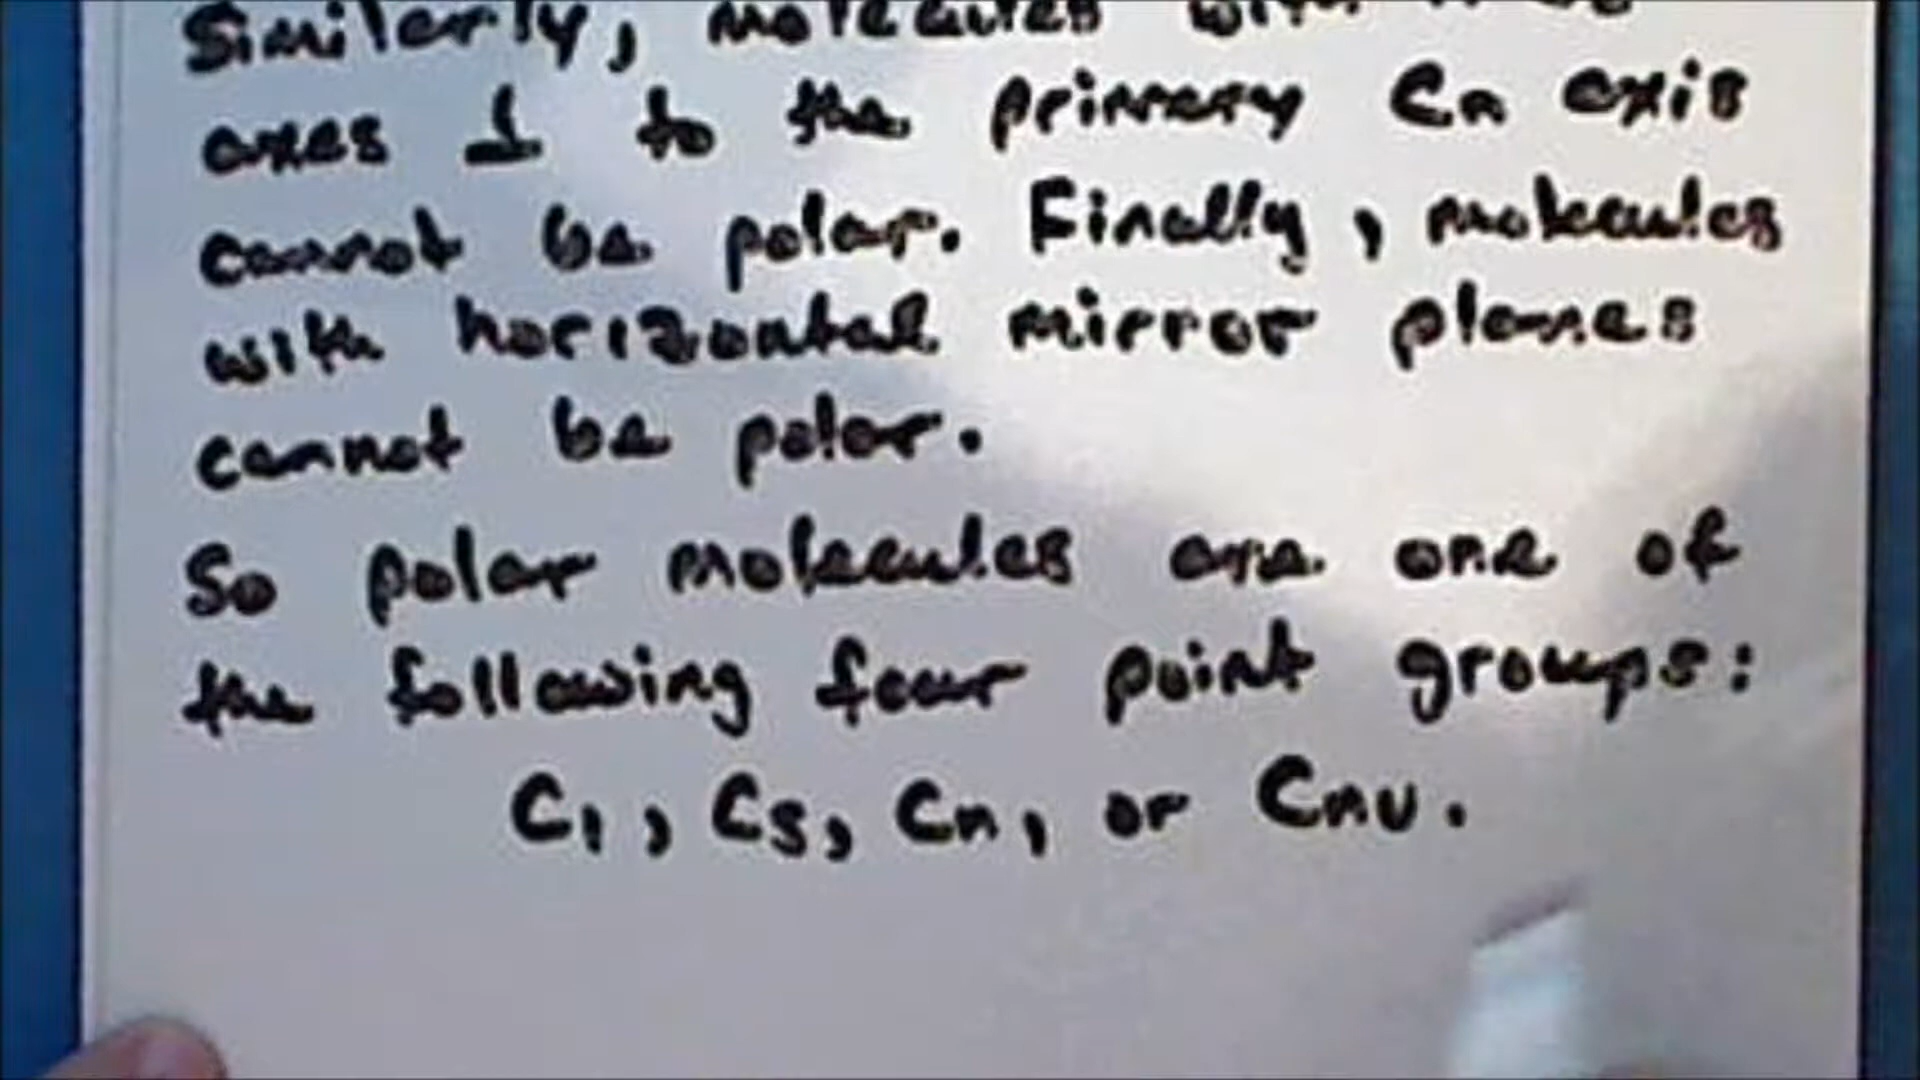 Similarly, molecules with
axes ⊥ to the primary Cn axis
cannot be polar. Finally, molecules
with horizontal mirror planes
cannot be polar.
So polar molecules are one of
the following four point groups:
C1, Cs, Cn, or Cnv.